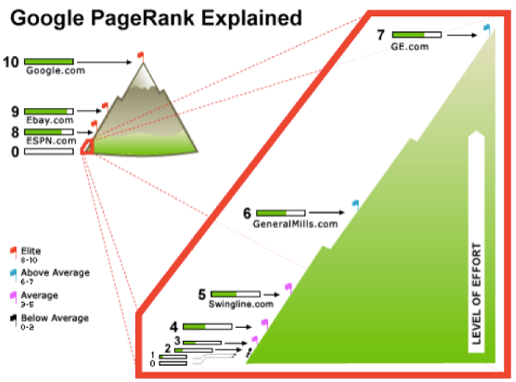 Google PageRank Explained
10
Google.com
9
Ebay.com
8
ESPN.com
0
7
GE.com
6
GeneralMills.com
5
Swingline.com
4
3
2
1
0
LEVEL OF EFFORT
Elite
8-10
Above Average
6-7
Average
3-5
Below Average
0-2